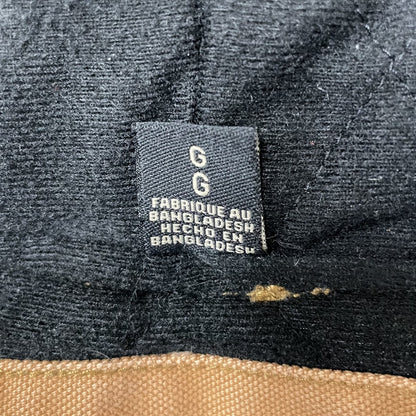 G
G
FABRIQUE AU
BANGLADESH
HECHO EN
BANGLADESH